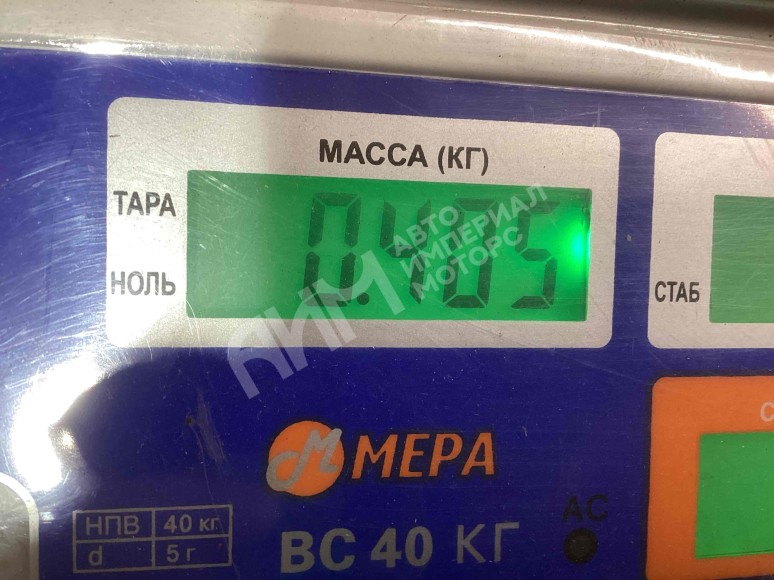 МАССА (КГ)
ТАРА
0.405
НОЛЬ
СТАБ
АИМ
АВТО
ИМПЕРИАЛ
МОТОРС
МЕРА
НПВ 40 кг
d 5 г
ВС 40 КГ
АС
С